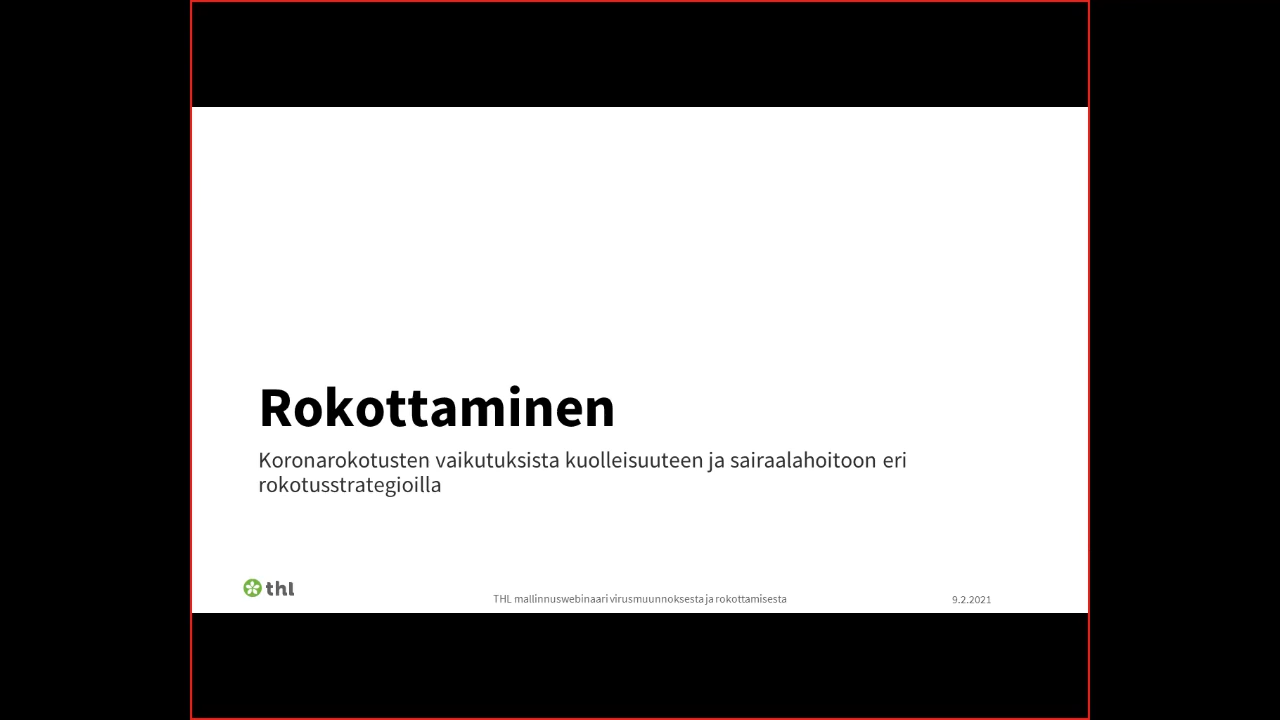 Rokottaminen
Koronarokotusten vaikutuksista kuolleisuuteen ja sairaalahoitoon eri
rokotusstrategioilla
thl
THL mallinnuswebinaari virusmuunnoksesta ja rokottamisesta
9.2.2021